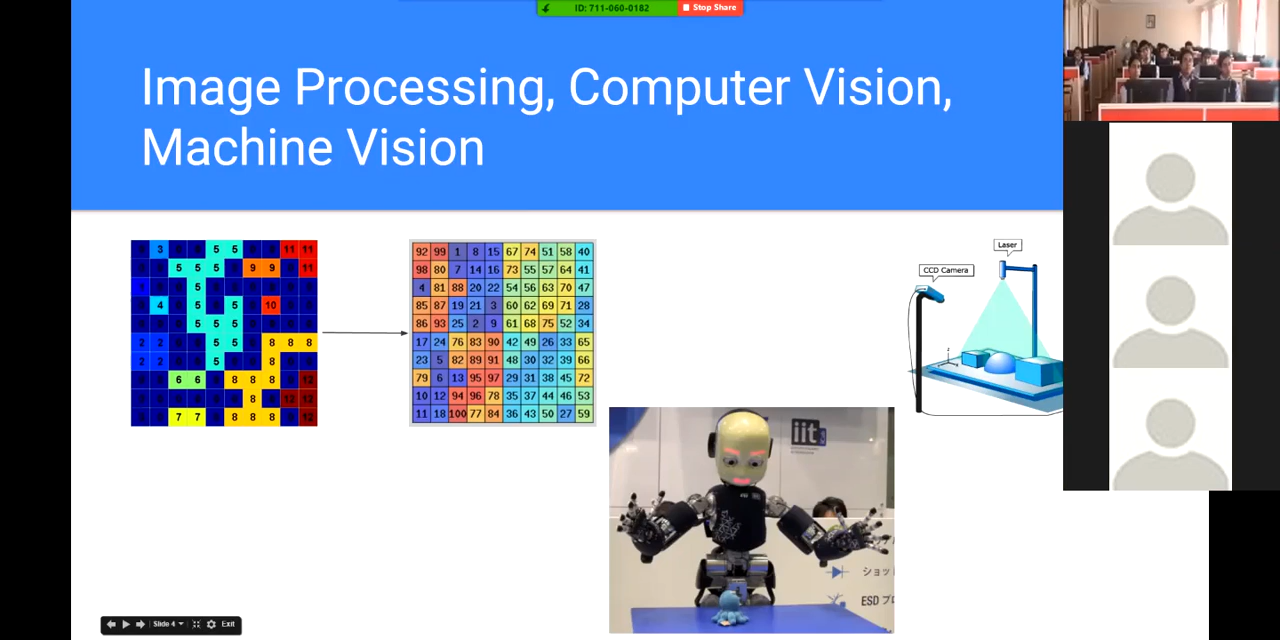 ID: 711-060-0182
Stop Share
Image Processing, Computer Vision,
Machine Vision
3 5 5 11 11
5 5 5 9 9 11
5
4 5 5 10
5 5 5
2 2 5 5 8 8 8
2 2 5 8
6 6 8 8 8 12
8 12 12
7 7 8 8 8 12
92 99 1 8 15 67 74 51 58 40
98 80 7 14 16 73 55 57 64 41
4 81 88 20 22 54 56 63 70 47
85 87 19 21 3 60 62 69 71 28
86 93 25 2 9 61 68 75 52 34
17 24 76 83 90 42 49 26 33 65
23 5 82 89 91 48 30 32 39 66
79 6 13 95 97 29 31 38 45 72
10 12 94 96 78 35 37 44 46 53
11 18 100 77 84 36 43 50 27 59
Laser
CCD Camera
iit
ショッ
ESD プロ
Slide 4
Exit